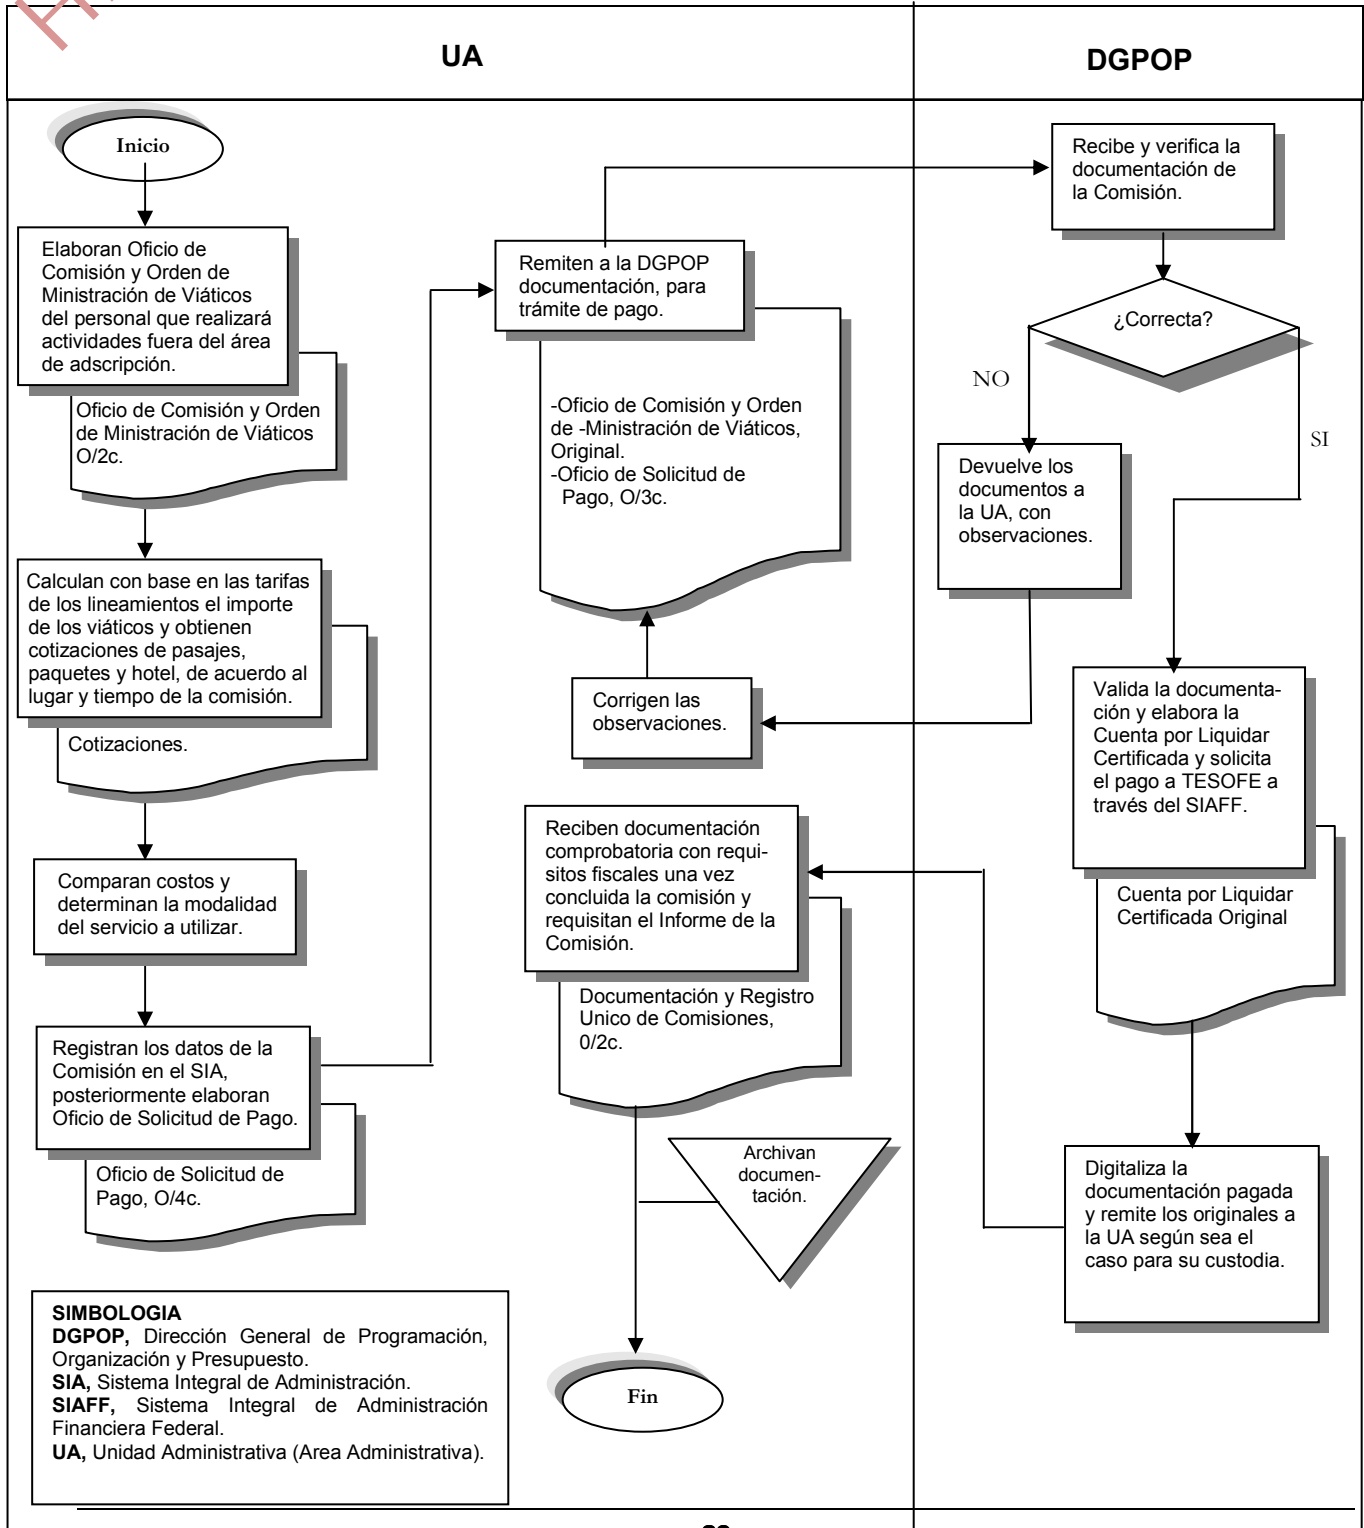 UA
DGPOP
Inicio
Elaboran Oficio de
Comisión y Orden de
Ministración de Viáticos
del personal que realizará
actividades fuera del área
de adscripción.
Oficio de Comisión y Orden
de Ministración de Viáticos
O/2c.
Calculan con base en las tarifas
de los lineamientos el importe
de los viáticos y obtienen
cotizaciones de pasajes,
paquetes y hotel, de acuerdo al
lugar y tiempo de la comisión.
Cotizaciones.
Comparan costos y
determinan la modalidad
del servicio a utilizar.
Registran los datos de la
Comisión en el SIA,
posteriormente elaboran
Oficio de Solicitud de Pago.
Oficio de Solicitud de
Pago, O/4c.
Remiten a la DGPOP
documentación, para
trámite de pago.
-Oficio de Comisión y Orden
de -Ministración de Viáticos,
Original.
-Oficio de Solicitud de
Pago, O/3c.
Recibe y verifica la
documentación de
la Comisión.
¿Correcta?
NO
SI
Devuelve los
documentos a
la UA, con
observaciones.
Corrigen las
observaciones.
Valida la documenta-
ción y elabora la
Cuenta por Liquidar
Certificada y solicita
el pago a TESOFE a
través del SIAFF.
Cuenta por Liquidar
Certificada Original
Digitaliza la
documentación pagada
y remite los originales a
la UA según sea el
caso para su custodia.
Reciben documentación
comprobatoria con requi-
sitos fiscales una vez
concluida la comisión y
requisitan el Informe de la
Comisión.
Documentación y Registro
Unico de Comisiones,
0/2c.
Archivan
documen-
tación.
Fin
SIMBOLOGIA
DGPOP, Dirección General de Programación,
Organización y Presupuesto.
SIA, Sistema Integral de Administración.
SIAFF, Sistema Integral de Administración
Financiera Federal.
UA, Unidad Administrativa (Area Administrativa).